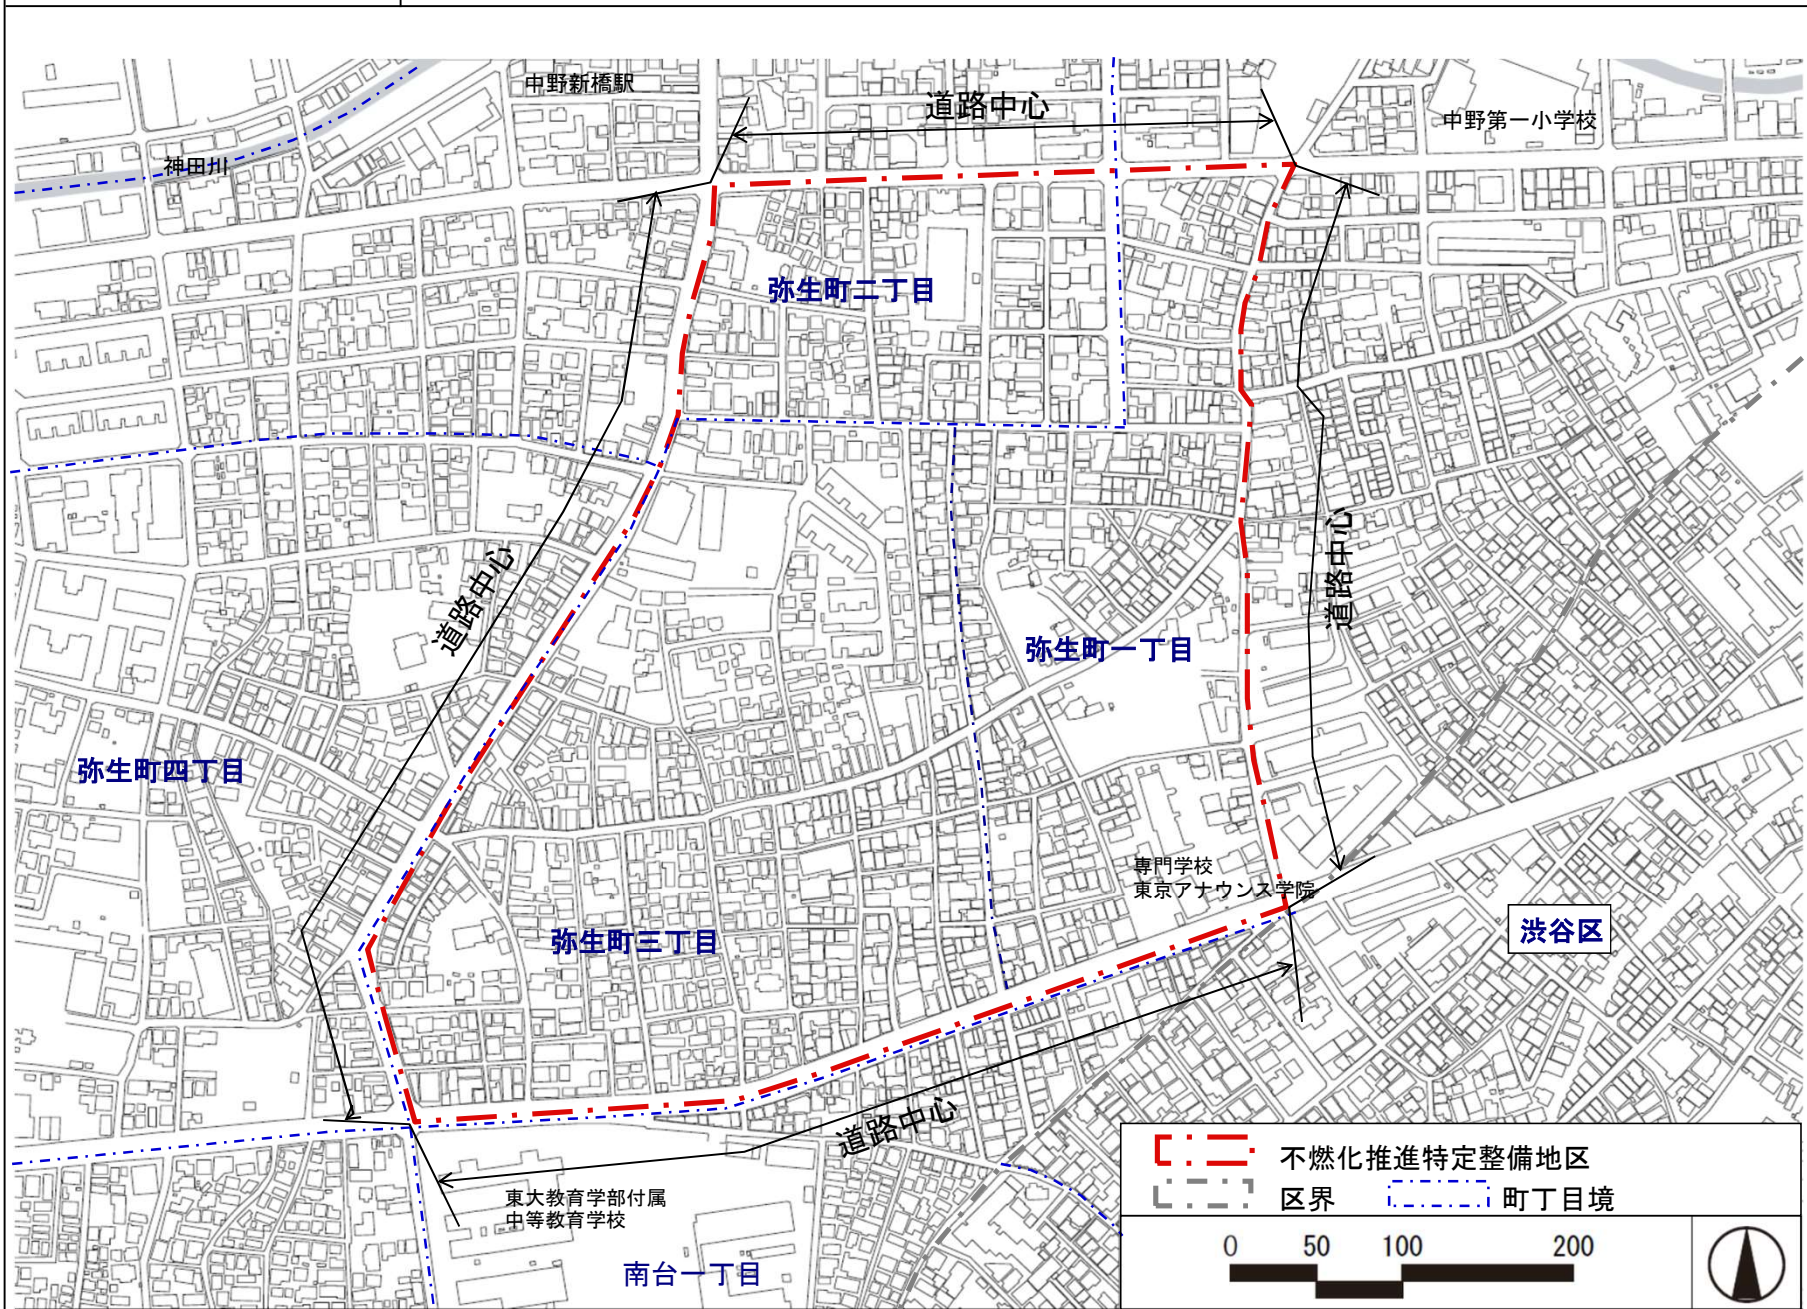 中野新橋駅
道路中心
中野第一小学校
神田川
弥生町二丁目
道路中心
道路中心
弥生町一丁目
弥生町四丁目
専門学校
東京アナウンス学院
弥生町三丁目
渋谷区
道路中心
東大教育学部付属
中等教育学校
南台一丁目
不燃化推進特定整備地区
区界 町丁目境
0 50 100 200